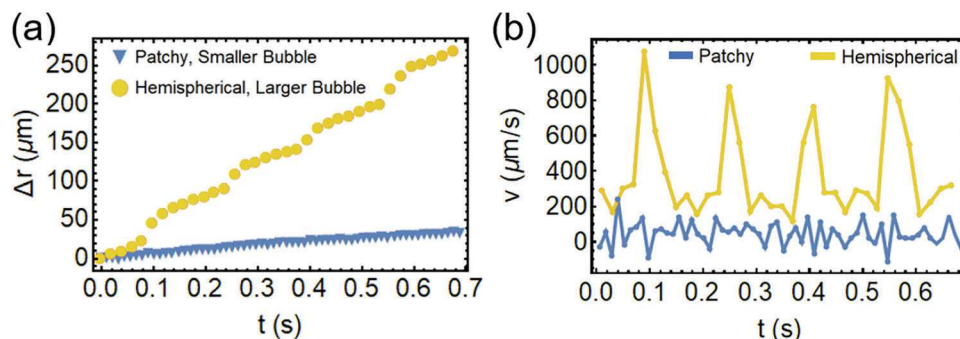 (a)
250
200
150
100
50
0
Δr (μm)
Patchy, Smaller Bubble
Hemispherical, Larger Bubble
0.0 0.1 0.2 0.3 0.4 0.5 0.6 0.7
t (s)
(b)
1000
800
600
400
200
0
v (μm/s)
Patchy Hemispherical
0.0 0.1 0.2 0.3 0.4 0.5 0.6
t (s)